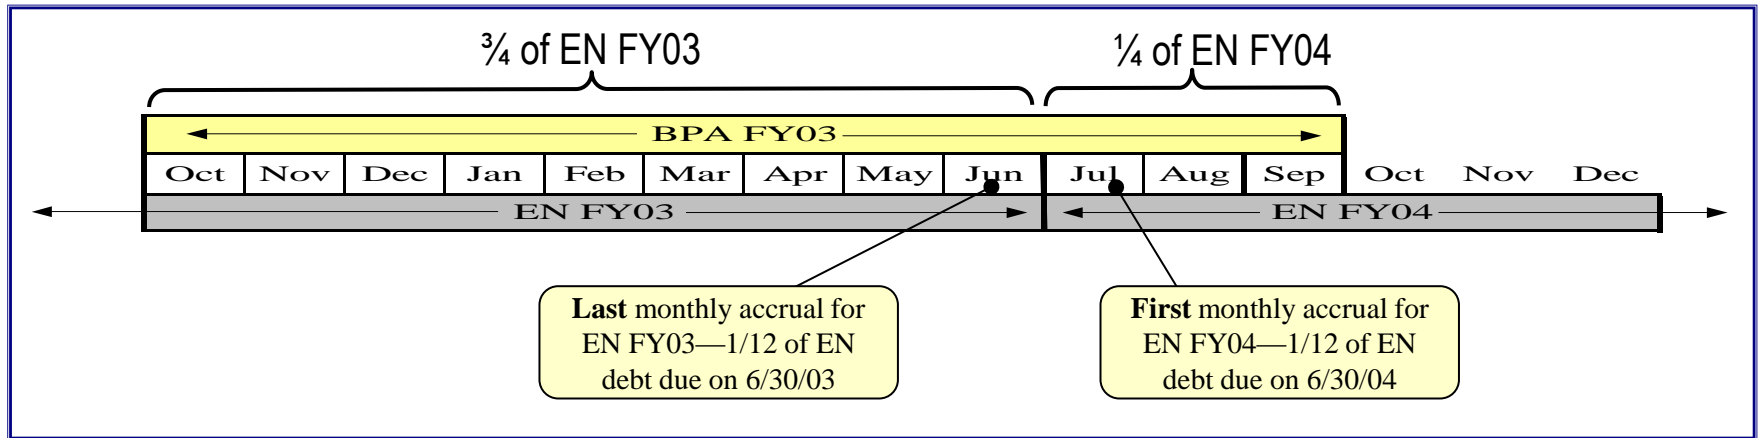 ¾ of EN FY03
¼ of EN FY04
BPA FY03
Oct Nov Dec Jan Feb Mar Apr May Jun Jul Aug Sep Oct Nov Dec
EN FY03
EN FY04
Last monthly accrual for
EN FY03—1/12 of EN
debt due on 6/30/03
First monthly accrual for
EN FY04—1/12 of EN
debt due on 6/30/04